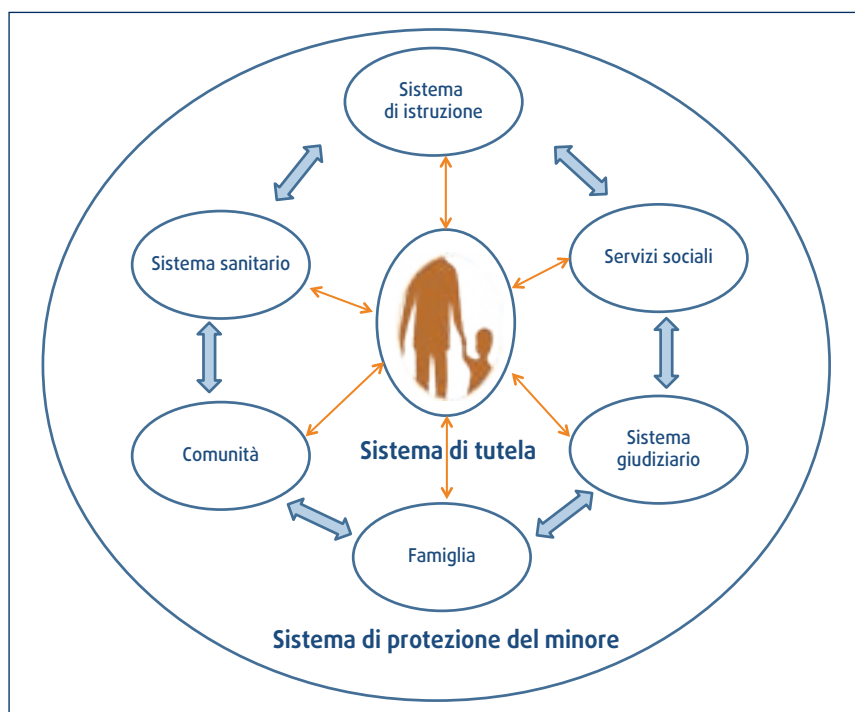 Sistema
di istruzione
Sistema sanitario
Servizi sociali
Comunità
Sistema di tutela
Sistema
giudiziario
Famiglia
Sistema di protezione del minore